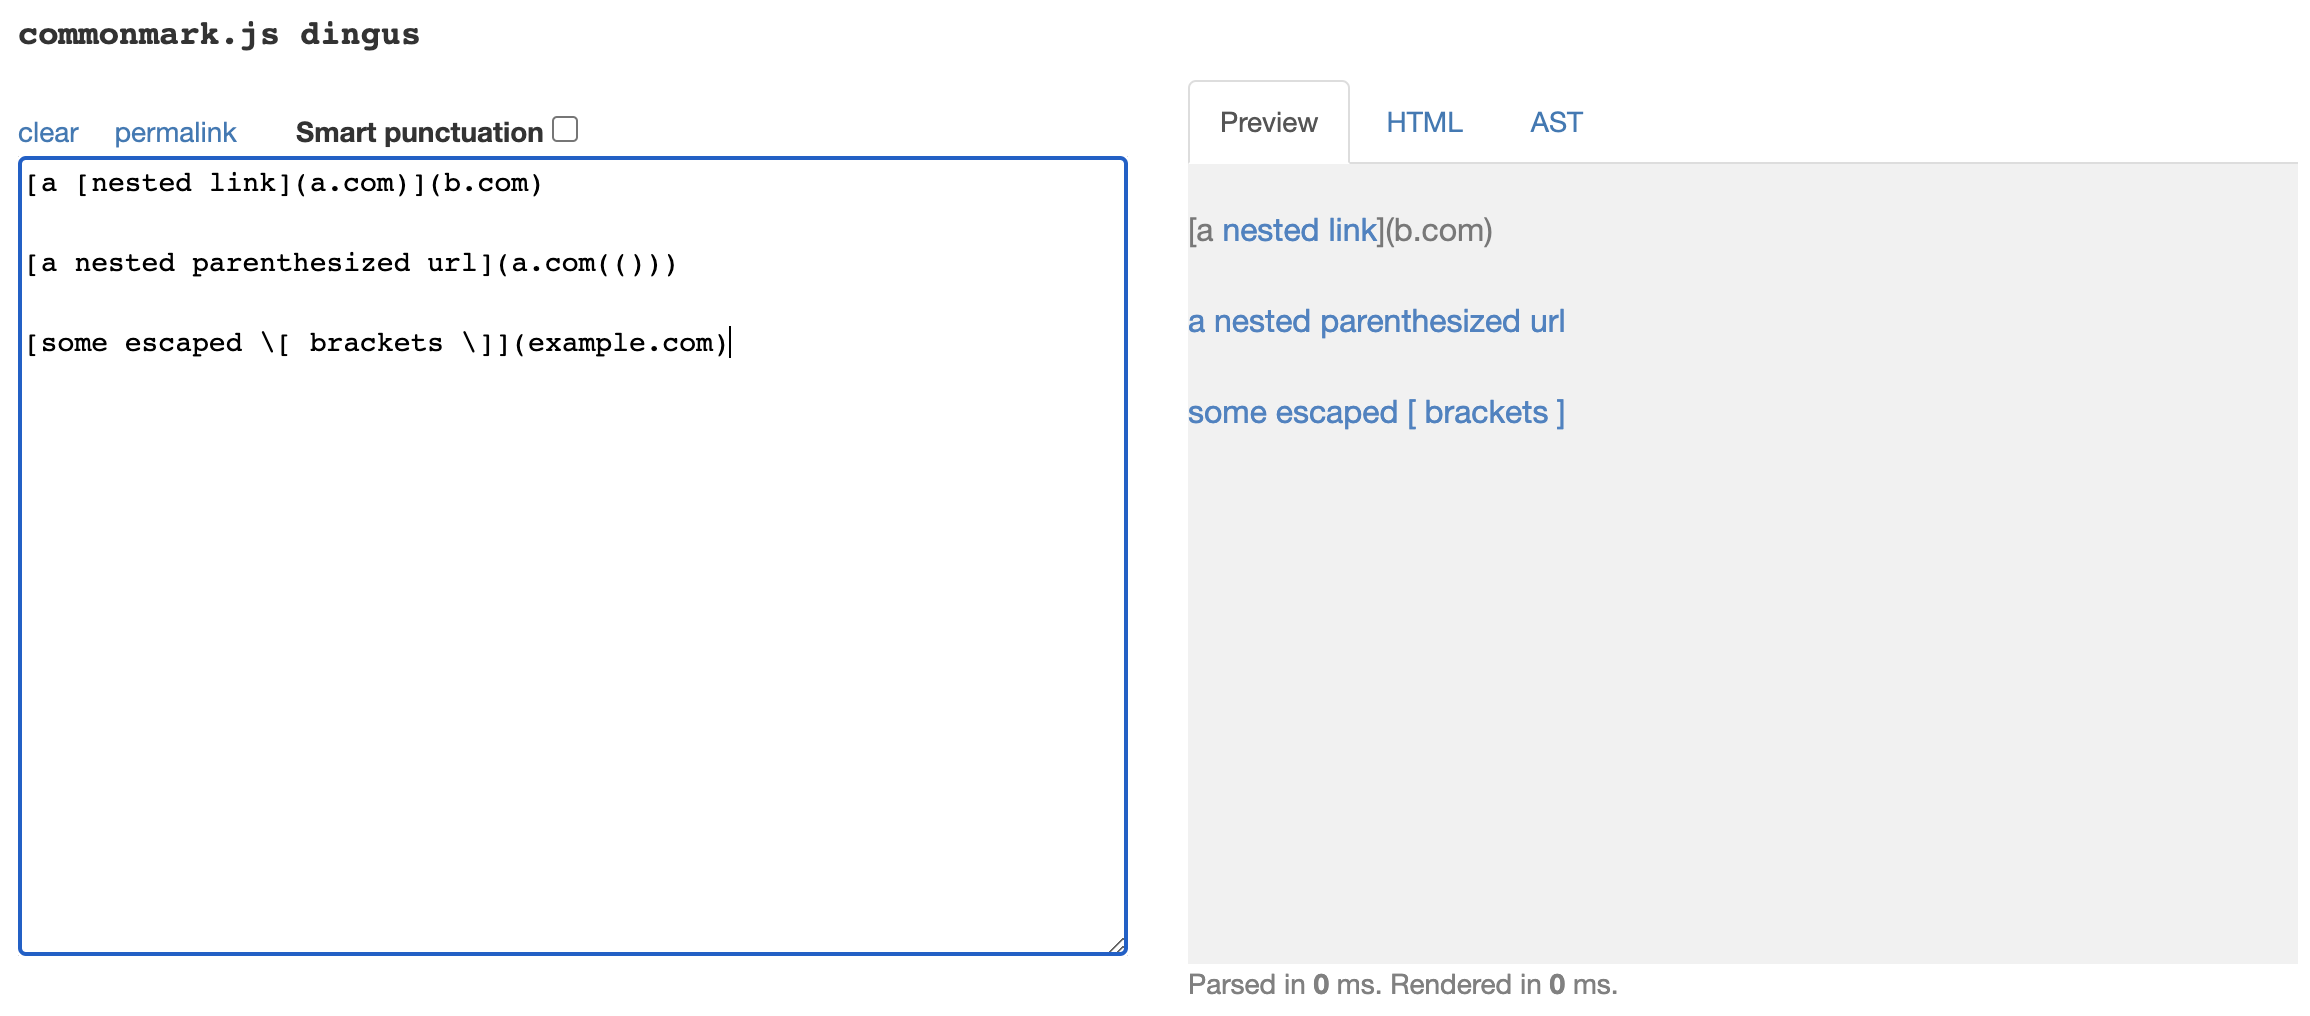 commonmark.js dingus
clear permalink Smart punctuation
[a [nested link](a.com)](b.com)
[a nested parenthesized url](a.com(()))
[some escaped \[ brackets \]](example.com)
Preview HTML AST
[a nested link](b.com)
a nested parenthesized url
some escaped [ brackets ]
Parsed in 0 ms. Rendered in 0 ms.